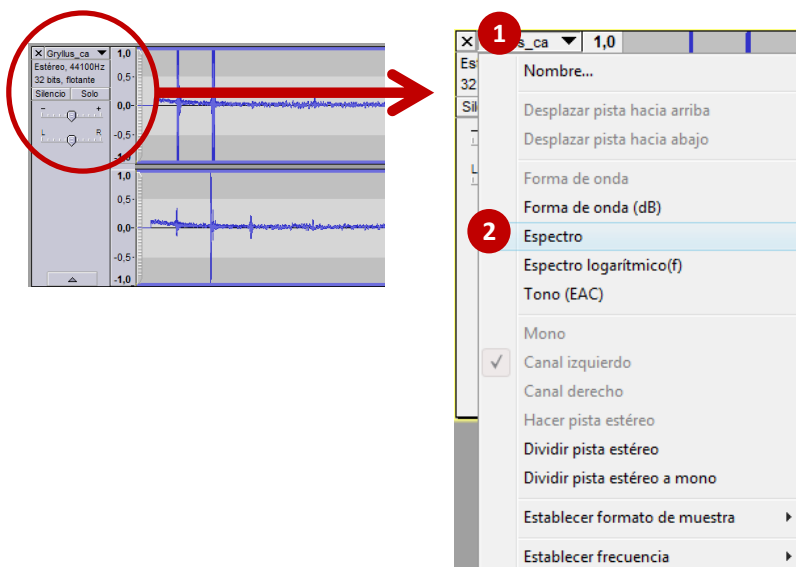 X Gryllus_ca ▼ 1,0
Estéreo, 44100Hz
32 bits, flotante
Silencio Solo
- +
L R
0,5
0,0
-0,5
-1,0
1,0
0,5
0,0
-0,5
-1,0
1
X s_ca ▼ 1,0
Es
32
Sil
L
Nombre...
Desplazar pista hacia arriba
Desplazar pista hacia abajo
Forma de onda
Forma de onda (dB)
2
Espectro
Espectro logarítmico(f)
Tono (EAC)
Mono
✓ Canal izquierdo
Canal derecho
Hacer pista estéreo
Dividir pista estéreo
Dividir pista estéreo a mono
Establecer formato de muestra
Establecer frecuencia